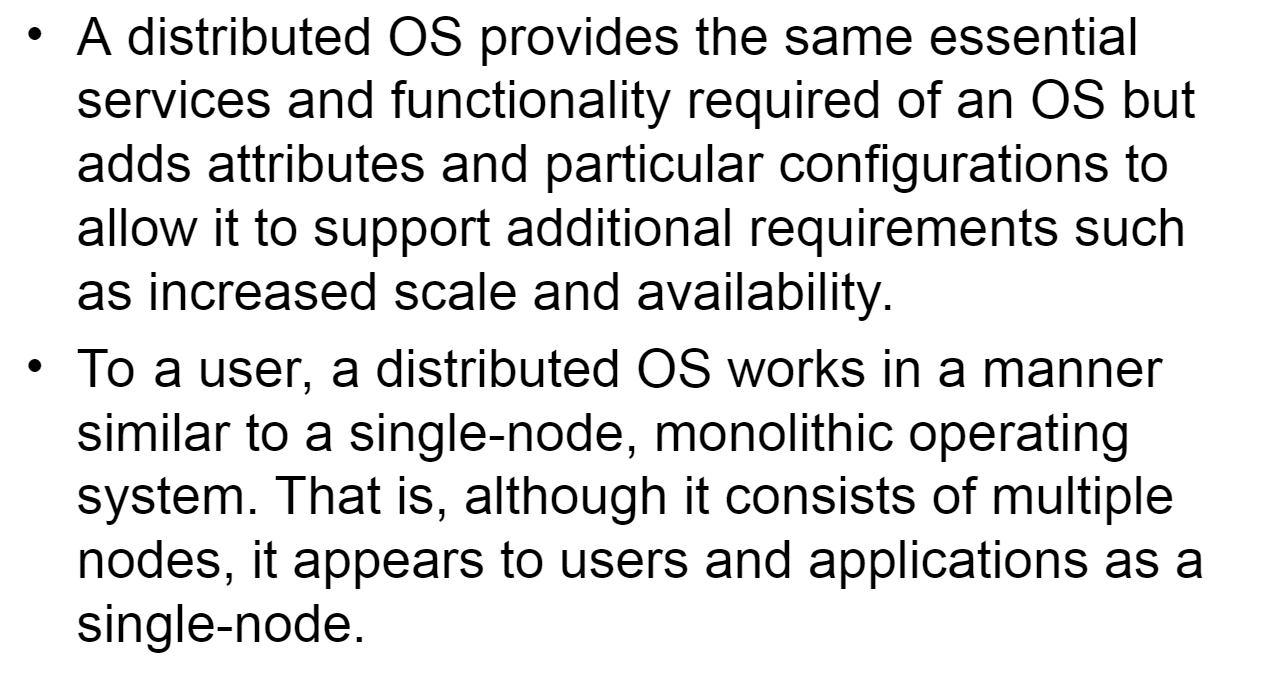 • A distributed OS provides the same essential
services and functionality required of an OS but
adds attributes and particular configurations to
allow it to support additional requirements such
as increased scale and availability.
• To a user, a distributed OS works in a manner
similar to a single-node, monolithic operating
system. That is, although it consists of multiple
nodes, it appears to users and applications as a
single-node.